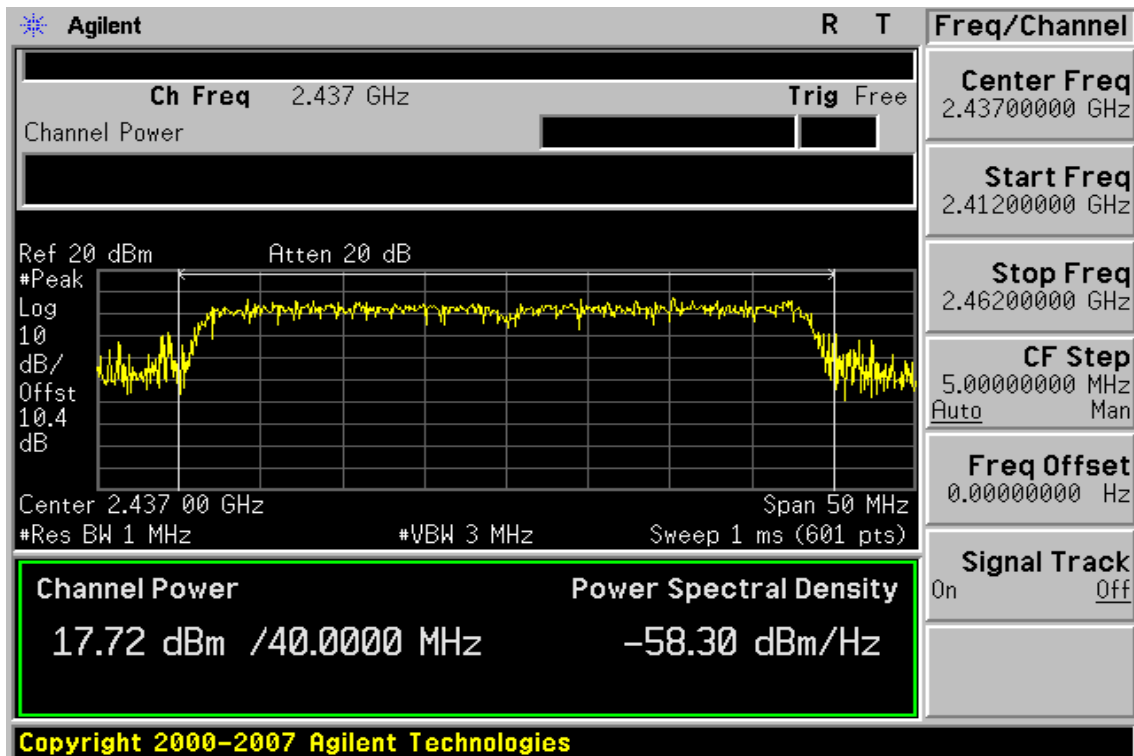 Agilent R T
Ch Freq 2.437 GHz Trig Free
Channel Power
Ref 20 dBm Atten 20 dB
#Peak
Log
10
dB/
Offst
10.4
dB
Center 2.437 00 GHz Span 50 MHz
#Res BW 1 MHz #VBW 3 MHz Sweep 1 ms (601 pts)
Channel Power Power Spectral Density
17.72 dBm /40.0000 MHz -58.30 dBm/Hz
Copyright 2000-2007 Agilent Technologies
Freq/Channel
Center Freq
2.43700000 GHz
Start Freq
2.41200000 GHz
Stop Freq
2.46200000 GHz
CF Step
5.00000000 MHz
Auto Man
Freq Offset
0.00000000 Hz
Signal Track
On Off